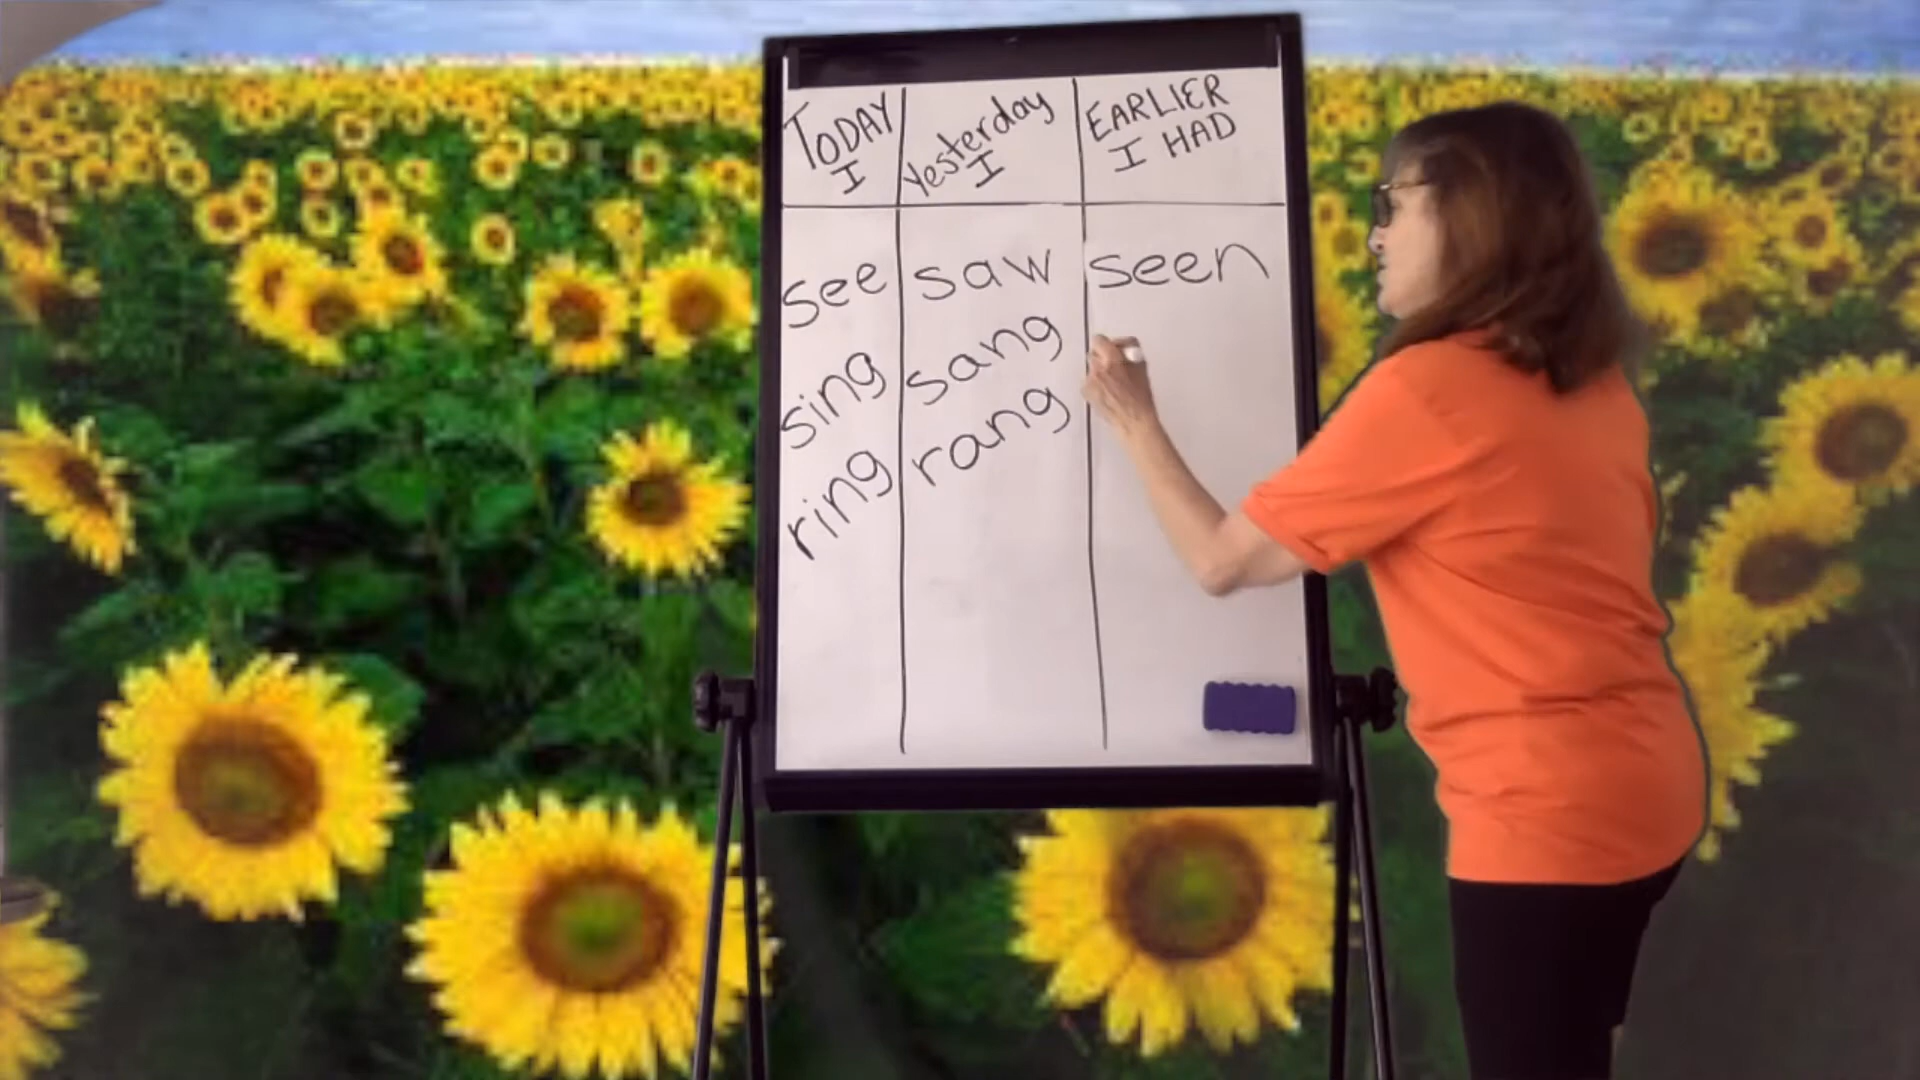 TODAY I
Yesterday I
EARLIER I HAD
see saw seen
sing sang
ring rang